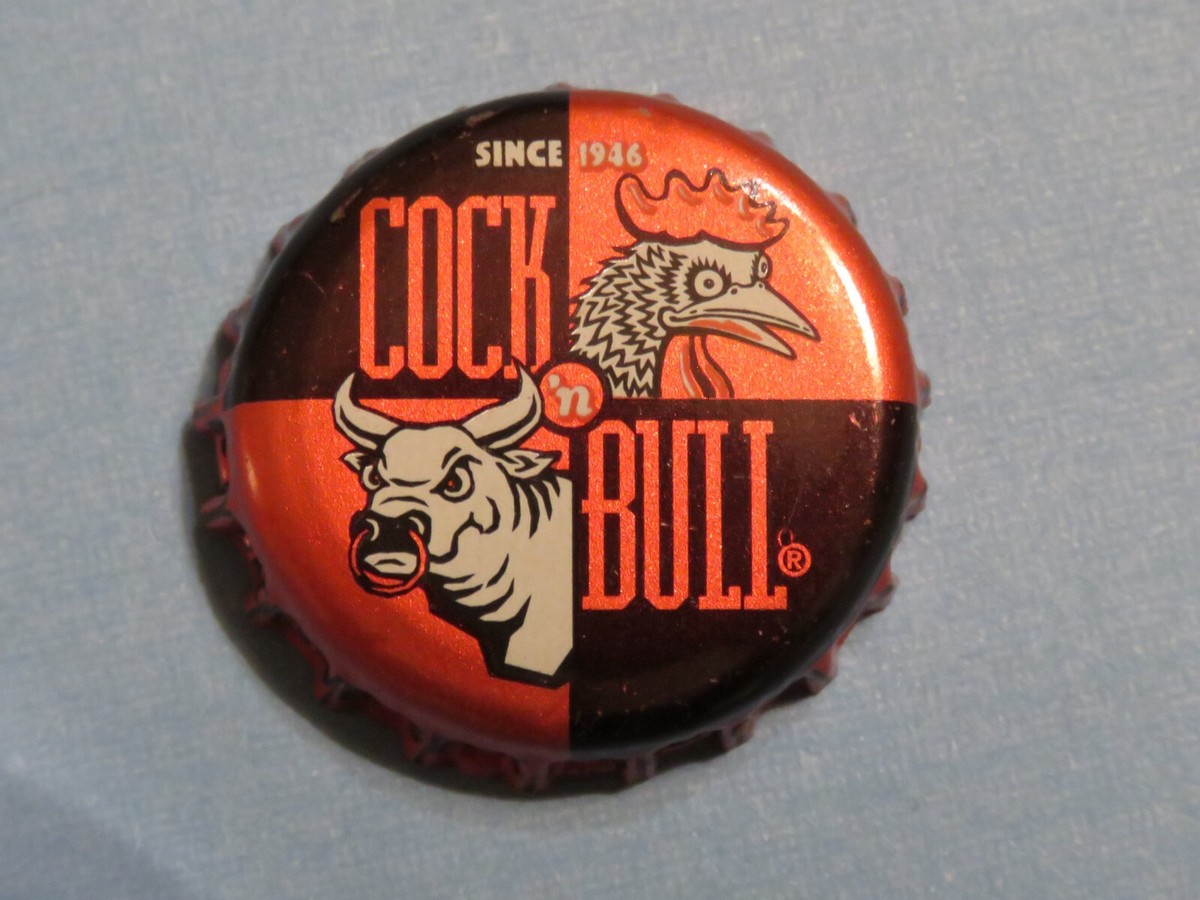 SINCE 1946
COCK
'n
BULL®